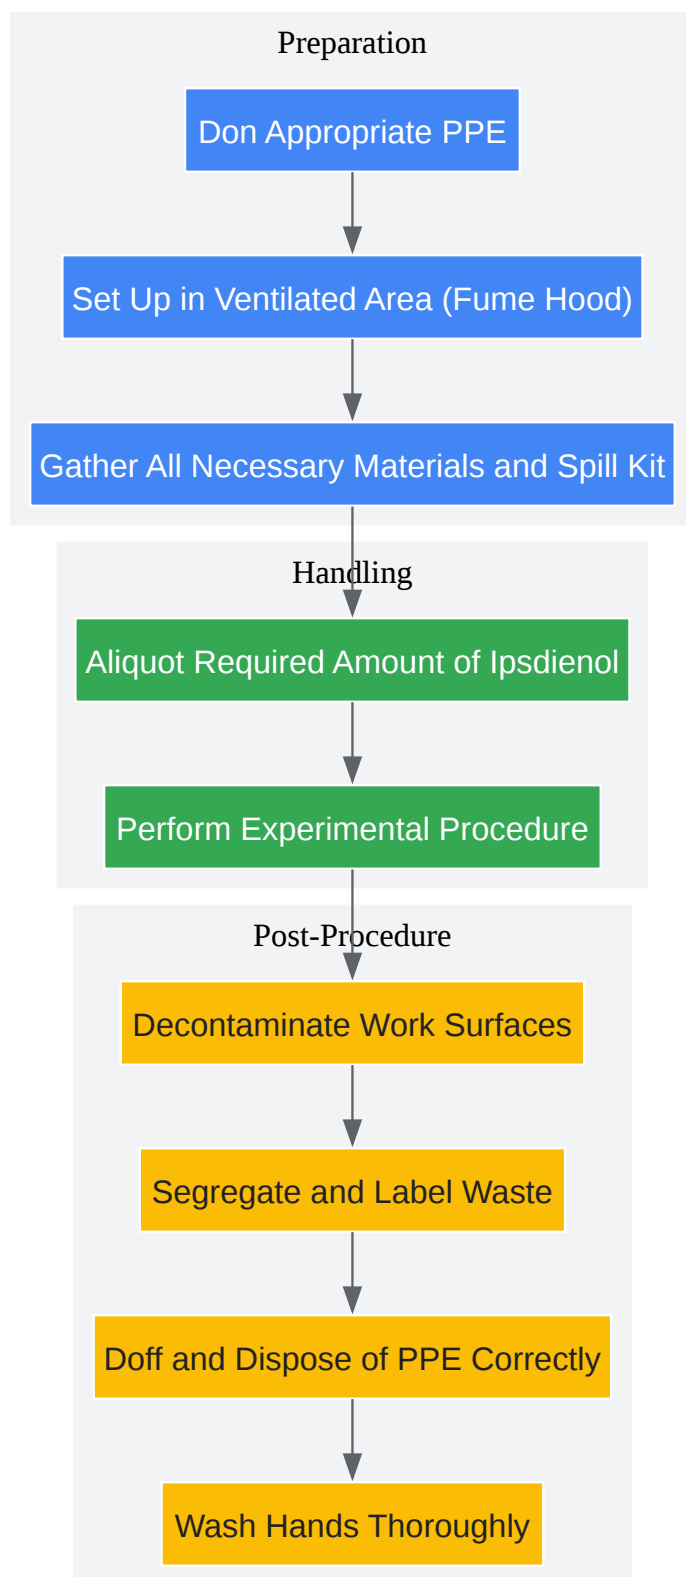 Preparation
Don Appropriate PPE
Set Up in Ventilated Area (Fume Hood)
Gather All Necessary Materials and Spill Kit
Handling
Aliquot Required Amount of Ipsdienol
Perform Experimental Procedure
Post-Procedure
Decontaminate Work Surfaces
Segregate and Label Waste
Doff and Dispose of PPE Correctly
Wash Hands Thoroughly